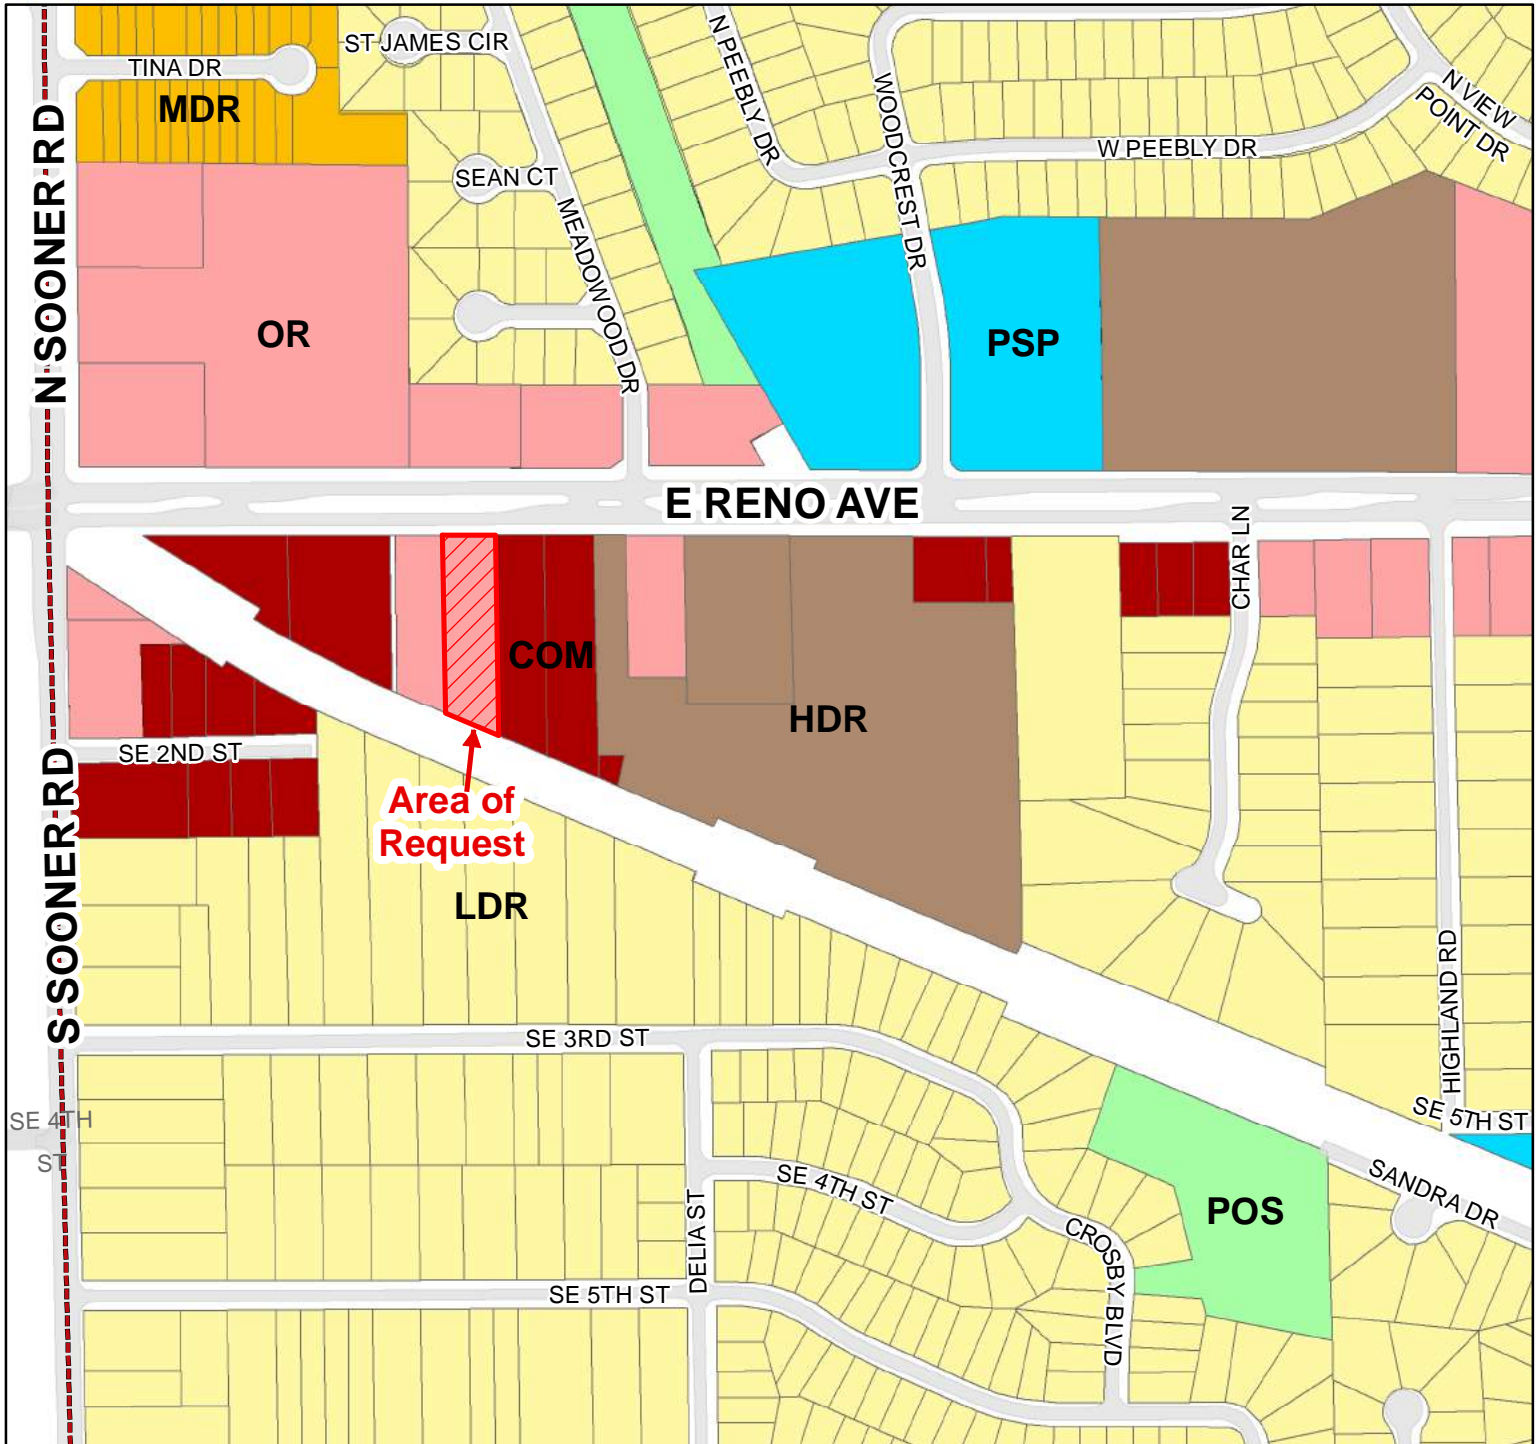 ST JAMES CIR
TINA DR
MDR
N SOONER RD
SEAN CT
MEADOWOOD DR
N PEEBLY DR
WOODCREST DR
W PEEBLY DR
N VIEW
POINT DR
OR
PSP
E RENO AVE
CHAR LN
COM
HDR
SE 2ND ST
S SOONER RD
Area of
Request
LDR
HIGHLAND RD
SE 3RD ST
SE 4TH
ST
SE 5TH ST
SE 4TH ST
DELIA ST
CROSBY BLVD
POS
SANDRA DR
SE 5TH ST